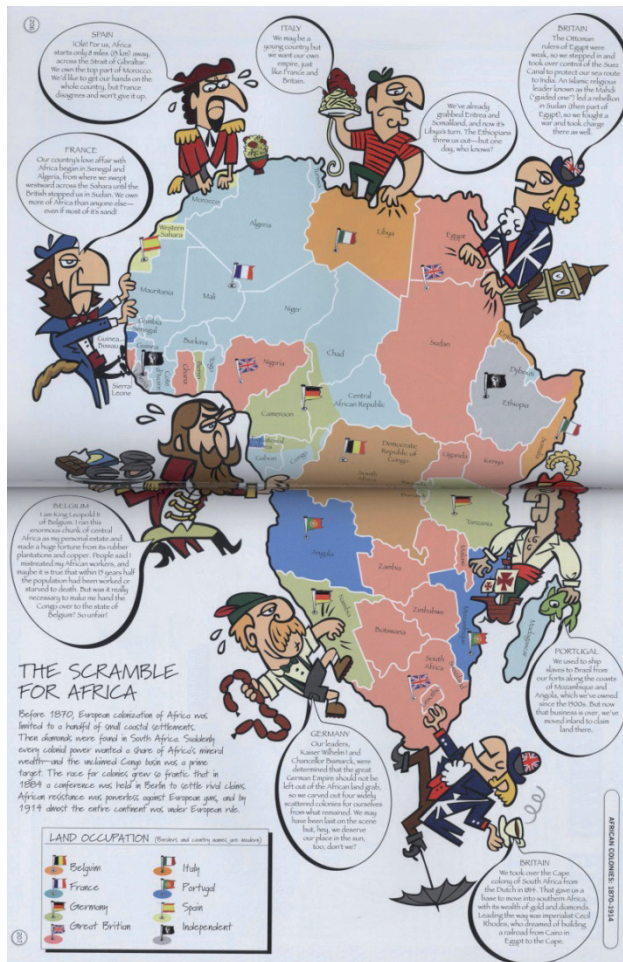 206
SPAIN
¡Olé! For us, Africa
starts only 8 miles (13 km) away,
across the Strait of Gibraltar.
We own the top part of Morocco.
We'd like to get our hands on the
whole country, but France
disagrees and won't give it up.
ITALY
We may be a
young country but
we want our own
empire, just
like France and
Britain.
We've already
grabbed Eritrea and
Somaliland, and now it's
Libya's turn. The Ethiopians
threw us out—but one
day, who knows?
BRITAIN
The Ottoman
rulers of Egypt were
weak, so we stepped in and
took over control of the Suez
Canal to protect our sea route
to India. An Islamic religious
leader known as the Mahdi
("guided one") led a rebellion
in Sudan (then part of
Egypt), so we fought a
war and took charge
there as well.
FRANCE
Our country's love affair with
Africa began in Senegal and
Algeria, from where we swept
westward across the Sahara until the
British stopped us in Sudan. We own
more of Africa than anyone else—
even if most of it's sand!
Morocco
Western
Sahara
Algeria
Libya
Egypt
Mauritania
Mali
Niger
Chad
Sudan
Gambia
Senegal
Guinea
Bissau
Guinea
Sierra
Leone
Burkina
Ghana
Togo
Benin
Nigeria
Cameroon
Central
African Republic
Djibouti
Ethiopia
Somalia
Gabon
Congo
Democratic
Republic of
Congo
Uganda
Kenya
Tanzania
Angola
Zambia
Malawi
Mozambique
Zimbabwe
Namibia
Botswana
South
Africa
Madagascar
BELGIUM
I am King Leopold II
of Belgium. I ran this
enormous chunk of central
Africa as my personal estate and
made a huge fortune from its rubber
plantations and copper. People said I
mistreated my African workers, and
maybe it is true that within 15 years half
the population had been worked or
starved to death. But was it really
necessary to make me hand the
Congo over to the state of
Belgium? So unfair!
PORTUGAL
We used to ship
slaves to Brazil from
our forts along the coasts
of Mozambique and
Angola, which we've owned
since the 1500s. But now
that business is over, we've
moved inland to claim
land there.
GERMANY
Our leaders,
Kaiser Wilhelm I and
Chancellor Bismarck, were
determined that the great
German Empire should not be
left out of the African land grab,
so we carved out four widely
scattered colonies for ourselves
from what remained. We may
have been last on the scene
but, hey, we deserve
our place in the sun,
too, don't we?
BRITAIN
We took over the Cape
colony of South Africa from
the Dutch in 1814. That gave us
a base to move into southern Africa,
with its wealth of gold and diamonds.
Leading the way was imperialist Cecil
Rhodes, who dreamed of building
a railroad from Cairo in
Egypt to the Cape.
THE SCRAMBLE
FOR AFRICA
Before 1870, European colonization of Africa was
limited to a handful of small coastal settlements.
Then diamonds were found in South Africa. Suddenly
every colonial power wanted a share of Africa's mineral
wealth—and the unclaimed Congo basin was a prime
target. The race for colonies grew so frantic that in
1884 a conference was held in Berlin to settle rival claims.
African resistance was powerless against European guns, and by
1914 almost the entire continent was under European rule.
LAND OCCUPATION (Borders and country names are modern)
Belgium
France
Germany
Great Britian
Italy
Portugal
Spain
Independent
AFRICAN COLONIES: 1870-1914
207